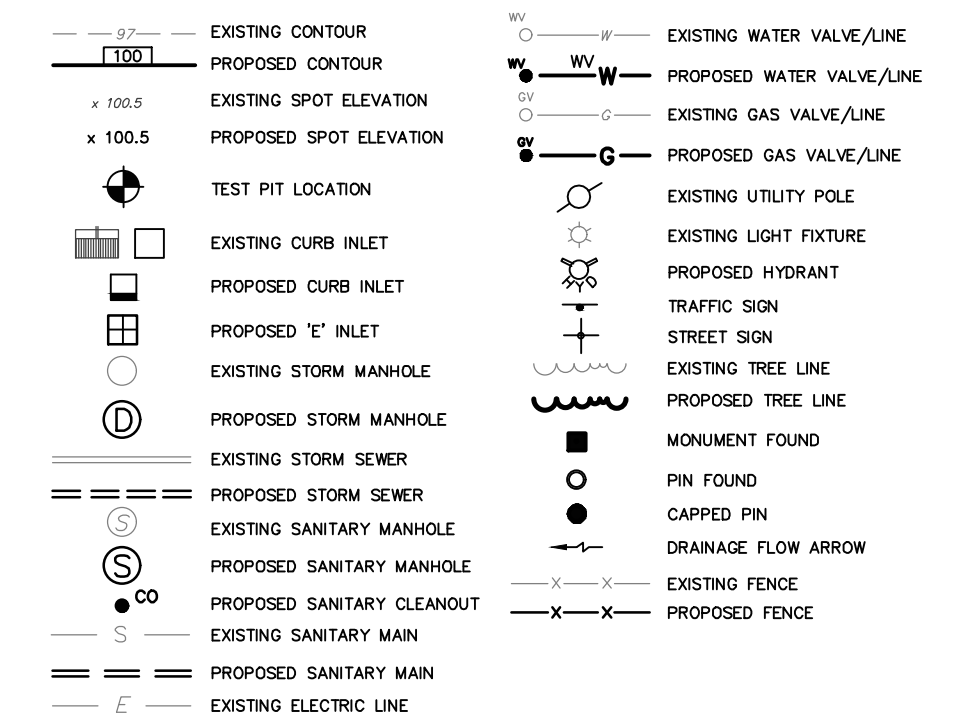 97 EXISTING CONTOUR
100 PROPOSED CONTOUR
x 100.5 EXISTING SPOT ELEVATION
x 100.5 PROPOSED SPOT ELEVATION
TEST PIT LOCATION
EXISTING CURB INLET
PROPOSED CURB INLET
PROPOSED 'E' INLET
EXISTING STORM MANHOLE
D PROPOSED STORM MANHOLE
EXISTING STORM SEWER
PROPOSED STORM SEWER
S EXISTING SANITARY MANHOLE
S PROPOSED SANITARY MANHOLE
CO PROPOSED SANITARY CLEANOUT
S EXISTING SANITARY MAIN
PROPOSED SANITARY MAIN
E EXISTING ELECTRIC LINE
WV W EXISTING WATER VALVE/LINE
WV WV W PROPOSED WATER VALVE/LINE
GV G EXISTING GAS VALVE/LINE
GV G PROPOSED GAS VALVE/LINE
EXISTING UTILITY POLE
EXISTING LIGHT FIXTURE
PROPOSED HYDRANT
TRAFFIC SIGN
STREET SIGN
EXISTING TREE LINE
PROPOSED TREE LINE
MONUMENT FOUND
PIN FOUND
CAPPED PIN
DRAINAGE FLOW ARROW
X X EXISTING FENCE
X X PROPOSED FENCE